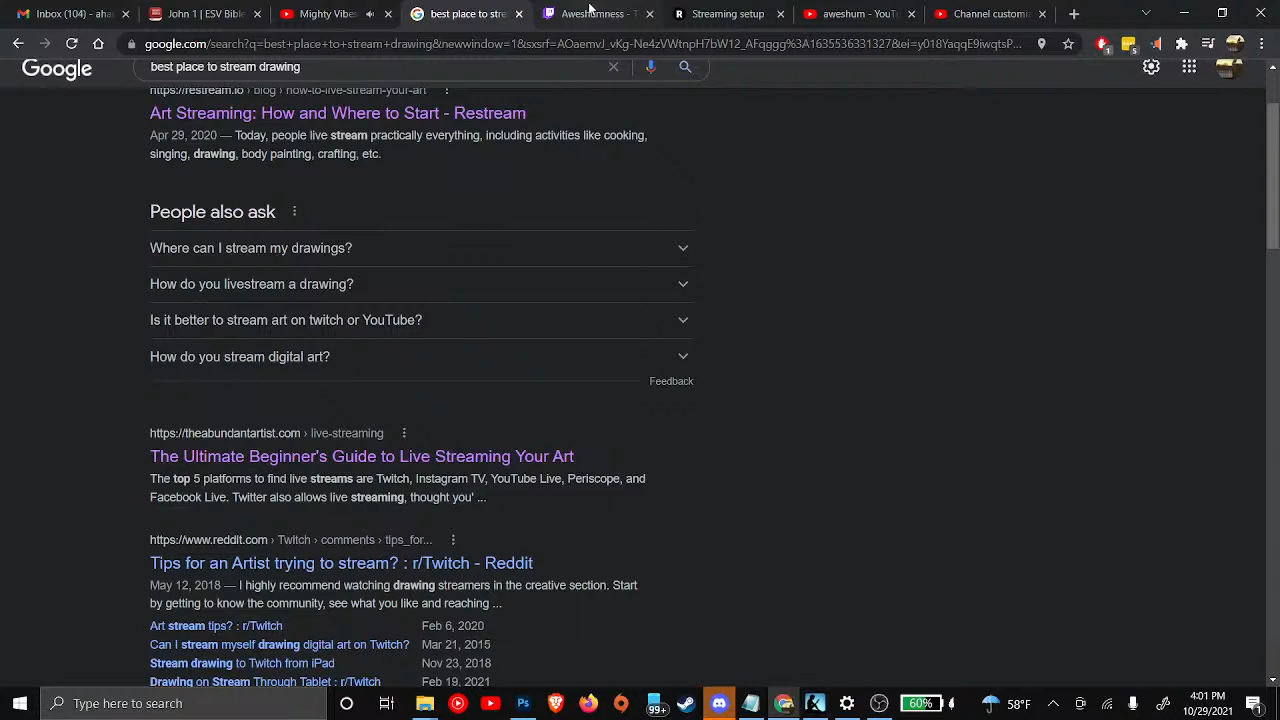 Inbox (104) - aha
John 1 | ESV Bibl
Mighty Vibes
best place to stre
Aweshumness - T
Streaming setup
aweshum - YouT
Channel customi
google.com/search?q=best+place+to+stream+drawing&newwindow=1&sxsrf=AOaemvJ_vKg-Ne4zVWtnpH7bW12_AFqggg%3A1635536331327&ei=y018YaqqE9iwqtsP...
1
5
Google
best place to stream drawing
https://restream.io › blog › how-to-live-stream-your-art
Art Streaming: How and Where to Start - Restream
Apr 29, 2020 — Today, people live stream practically everything, including activities like cooking,
singing, drawing, body painting, crafting, etc.
People also ask
Where can I stream my drawings?
How do you livestream a drawing?
Is it better to stream art on twitch or YouTube?
How do you stream digital art?
Feedback
https://theabundantartist.com › live-streaming
The Ultimate Beginner's Guide to Live Streaming Your Art
The top 5 platforms to find live streams are Twitch, Instagram TV, YouTube Live, Periscope, and
Facebook Live. Twitter also allows live streaming, thought you' ...
https://www.reddit.com › Twitch › comments › tips_for...
Tips for an Artist trying to stream? : r/Twitch - Reddit
May 12, 2018 — I highly recommend watching drawing streamers in the creative section. Start
by getting to know the community, see what you like and reaching ...
Art stream tips? : r/Twitch Feb 6, 2020
Can I stream myself drawing digital art on Twitch? Mar 21, 2015
Stream drawing to Twitch from iPad Nov 23, 2018
Drawing on Stream Through Tablet : r/Twitch Feb 19, 2021
Type here to search
Ps
99+
60%
58°F
4:01 PM
10/29/2021
1